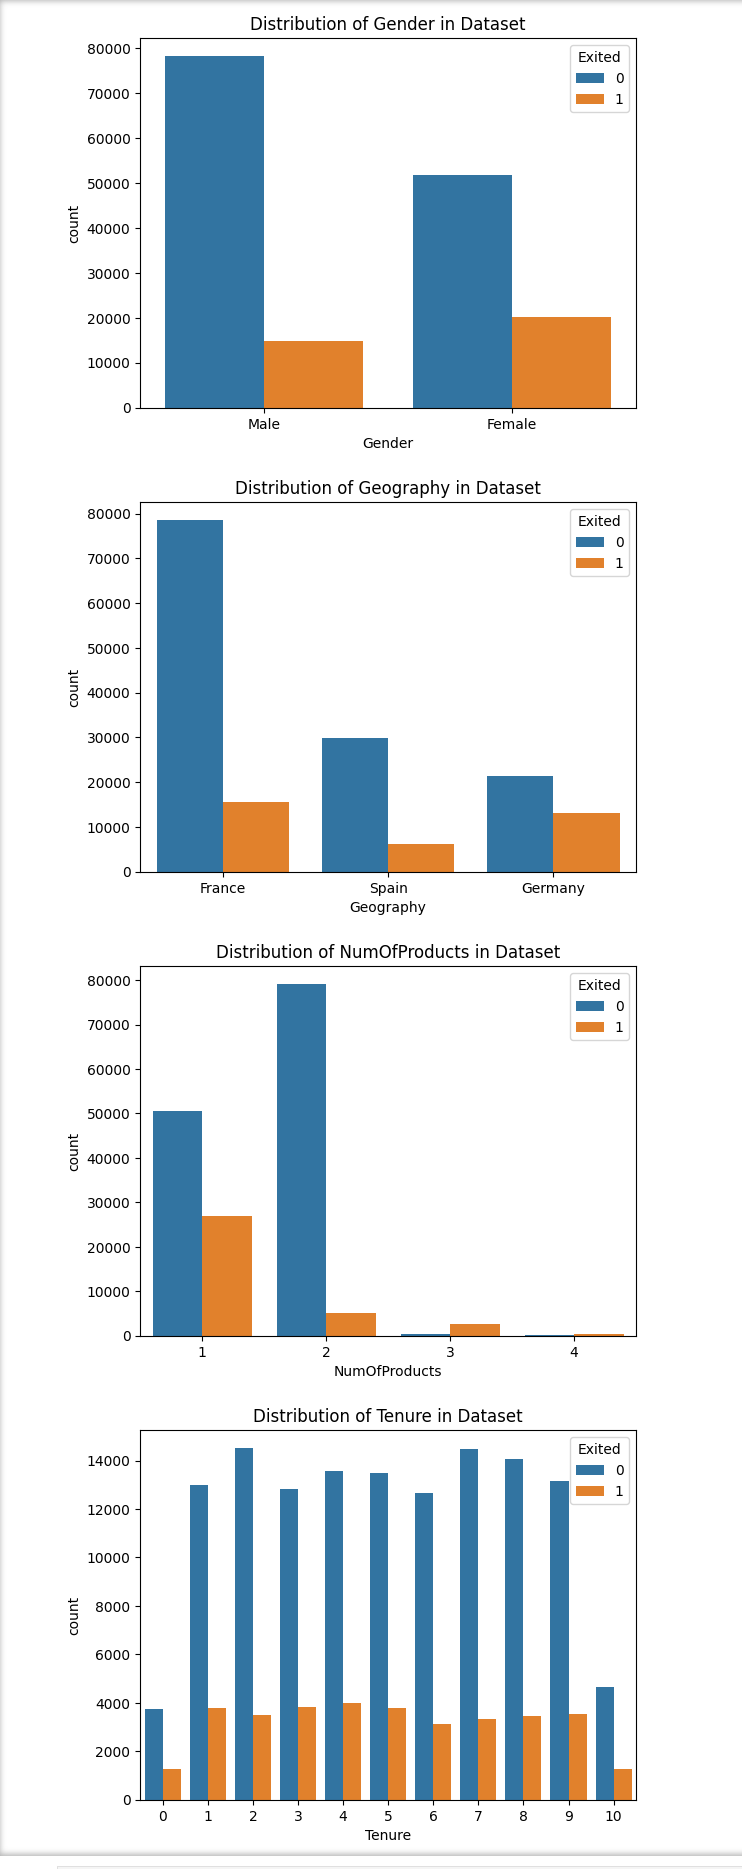 Distribution of Gender in Dataset
Exited
0
1
80000
70000
60000
50000
40000
30000
20000
10000
0
count
Male Female
Gender
Distribution of Geography in Dataset
Exited
0
1
80000
70000
60000
50000
40000
30000
20000
10000
0
count
France Spain Germany
Geography
Distribution of NumOfProducts in Dataset
Exited
0
1
80000
70000
60000
50000
40000
30000
20000
10000
0
count
1 2 3 4
NumOfProducts
Distribution of Tenure in Dataset
Exited
0
1
14000
12000
10000
8000
6000
4000
2000
0
count
0 1 2 3 4 5 6 7 8 9 10
Tenure